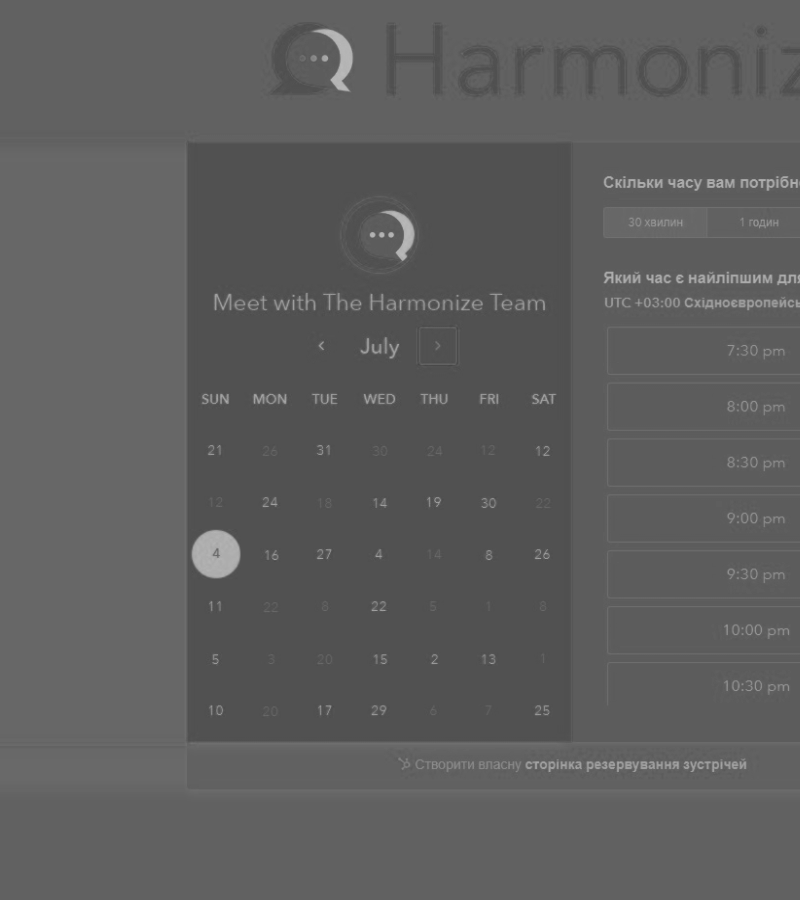 Harmoniz
Meet with The Harmonize Team
‹ July ›
SUN MON TUE WED THU FRI SAT
21 26 31 30 24 12 12
12 24 18 14 19 30 22
4 16 27 4 14 8 26
11 22 8 22 5 1 8
5 3 20 15 2 13 1
10 20 17 29 6 7 25
Скільки часу вам потрібн
30 хвилин 1 годин
Який час є найліпшим для
UTC +03:00 Східноєвропейсь
7:30 pm
8:00 pm
8:30 pm
9:00 pm
9:30 pm
10:00 pm
10:30 pm
Створити власну сторінка резервування зустрічей